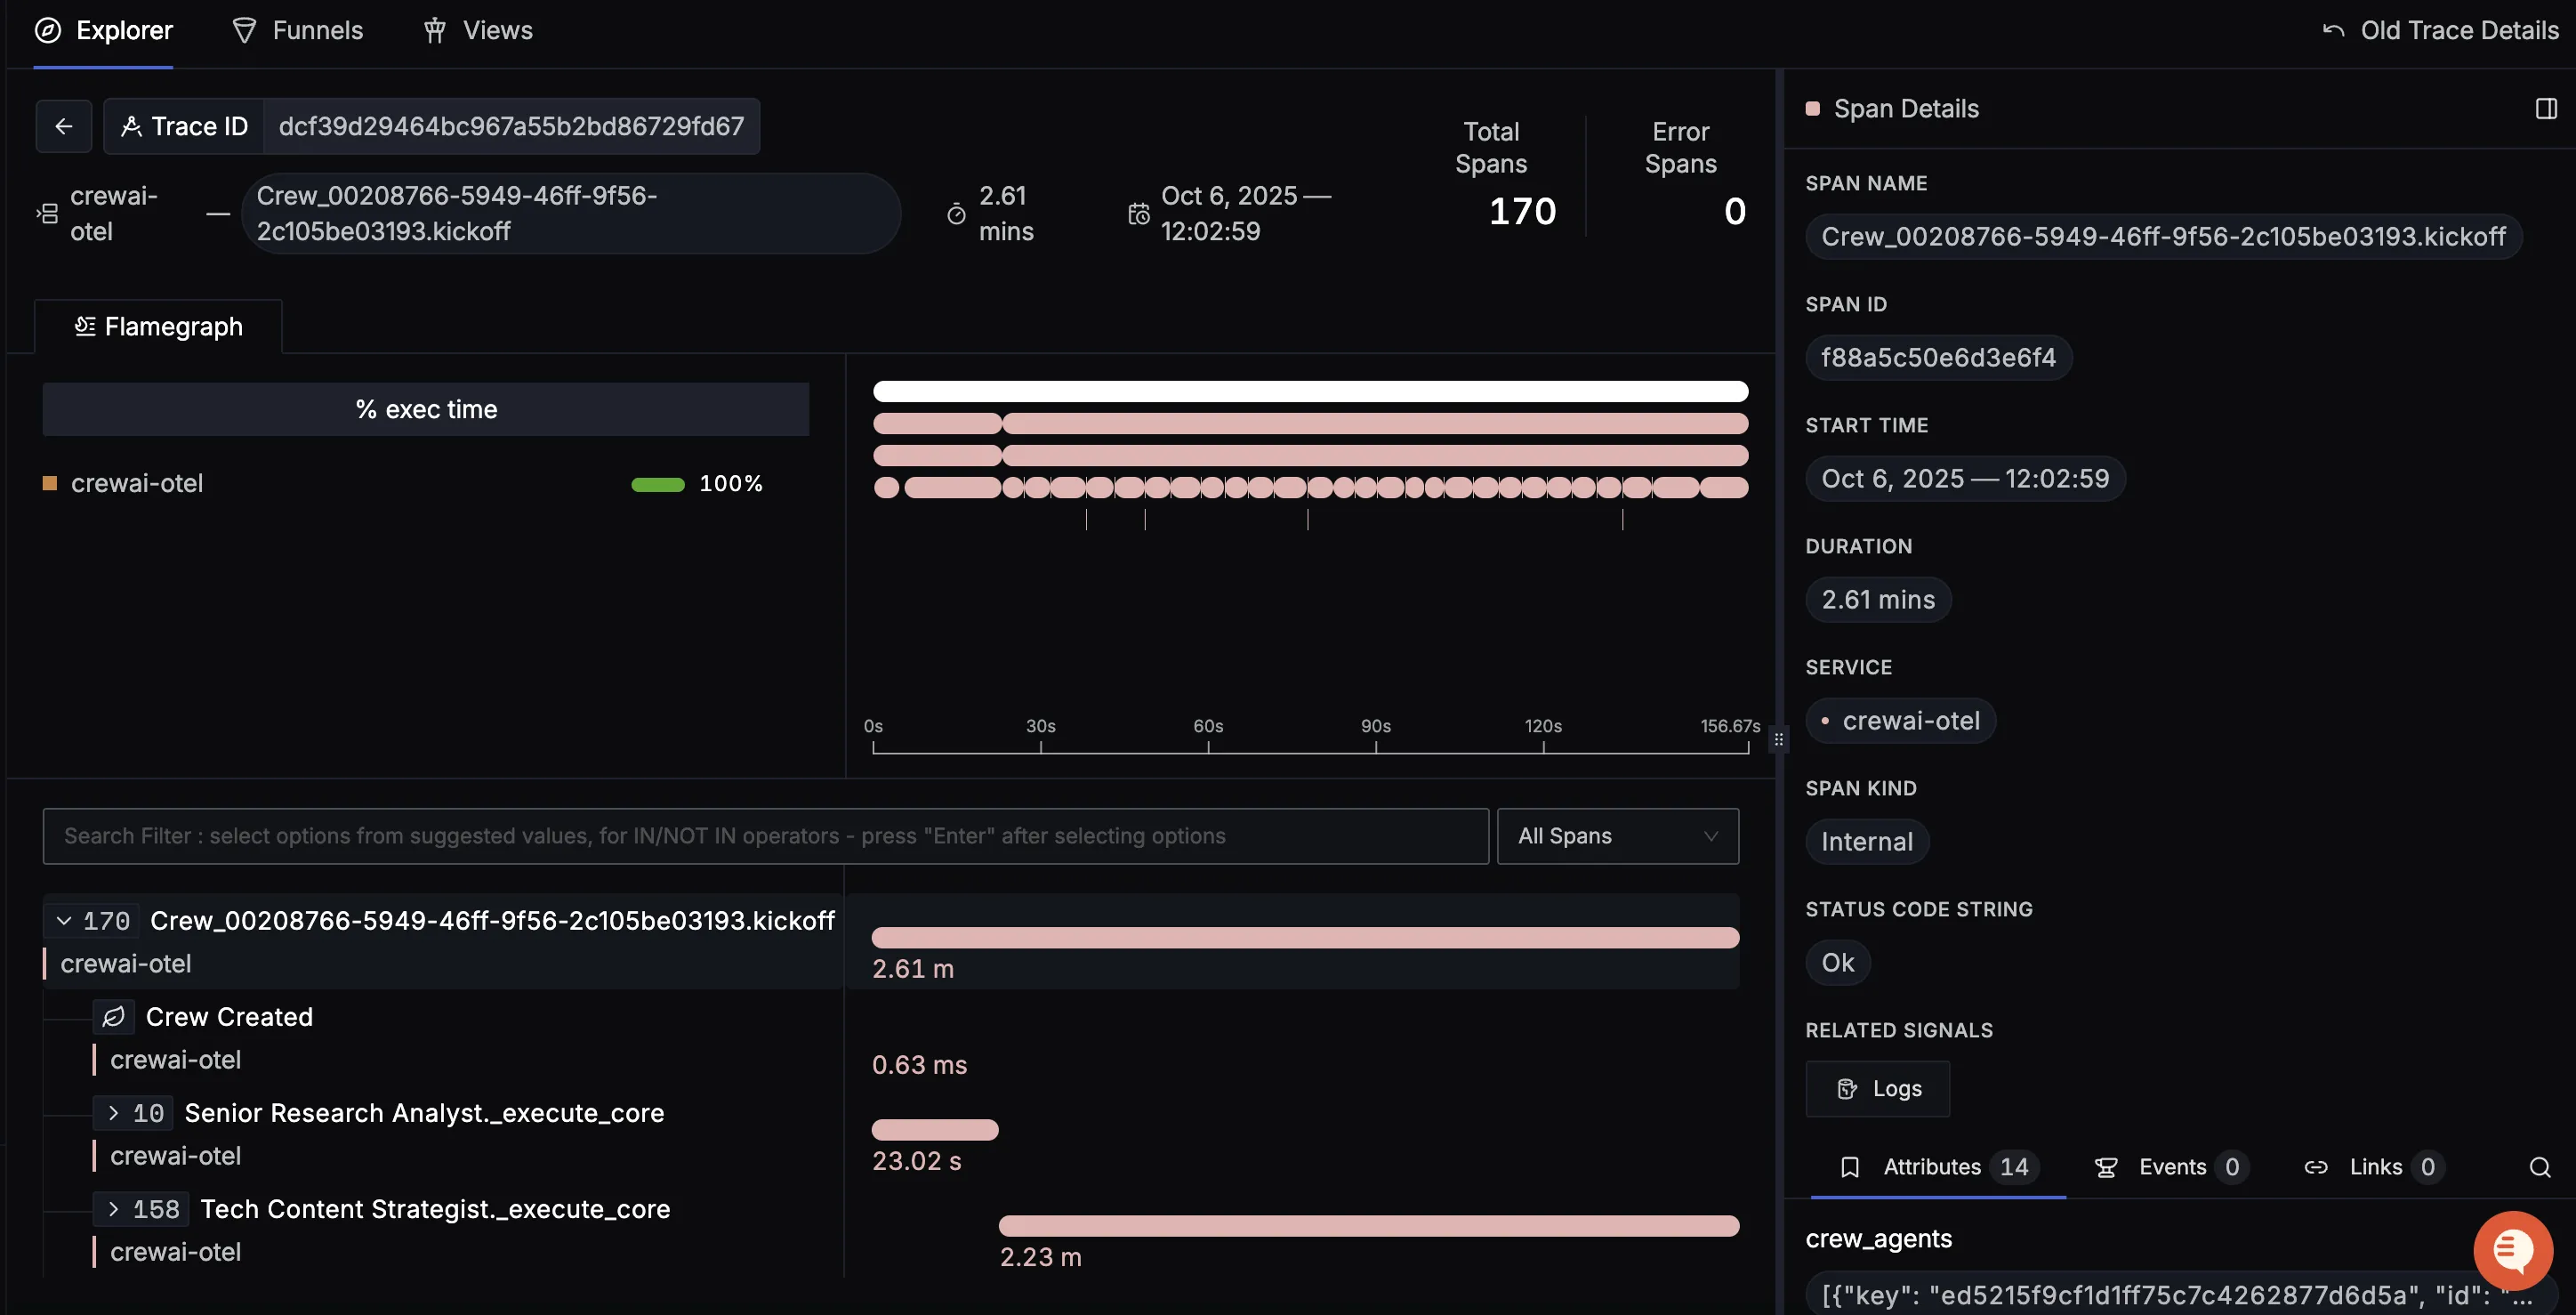 Explorer
Funnels
Views
Old Trace Details
Trace ID
dcf39d29464bc967a55b2bd86729fd67
crewai-
otel
—
Crew_00208766-5949-46ff-9f56-
2c105be03193.kickoff
2.61
mins
Oct 6, 2025 —
12:02:59
Total
Spans
170
Error
Spans
0
Flamegraph
% exec time
crewai-otel
100%
0s
30s
60s
90s
120s
156.67s
Search Filter : select options from suggested values, for IN/NOT IN operators - press "Enter" after selecting options
All Spans
170 Crew_00208766-5949-46ff-9f56-2c105be03193.kickoff
crewai-otel
2.61 m
Crew Created
crewai-otel
0.63 ms
10 Senior Research Analyst._execute_core
crewai-otel
23.02 s
158 Tech Content Strategist._execute_core
crewai-otel
2.23 m
Span Details
SPAN NAME
Crew_00208766-5949-46ff-9f56-2c105be03193.kickoff
SPAN ID
f88a5c50e6d3e6f4
START TIME
Oct 6, 2025 — 12:02:59
DURATION
2.61 mins
SERVICE
crewai-otel
SPAN KIND
Internal
STATUS CODE STRING
Ok
RELATED SIGNALS
Logs
Attributes 14
Events 0
Links 0
crew_agents
[{"key": "ed5215f9cf1d1ff75c7c4262877d6d5a", "id": "...